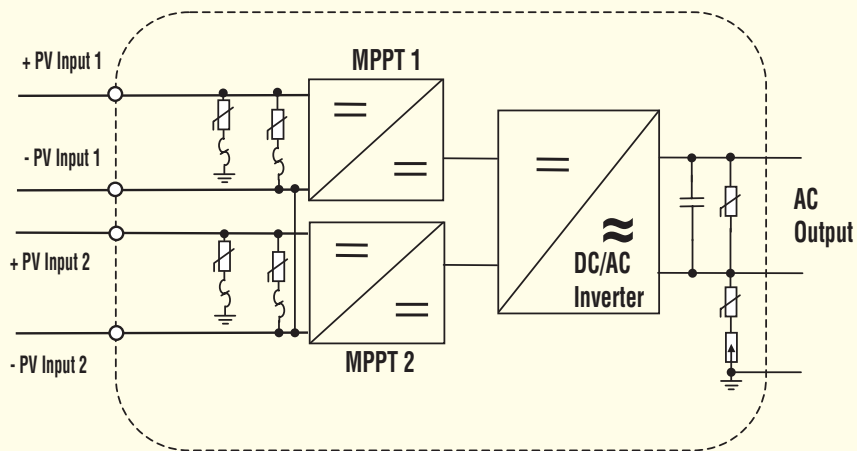 + PV Input 1
MPPT 1
- PV Input 1
+ PV Input 2
DC/AC
Inverter
AC
Output
- PV Input 2
MPPT 2